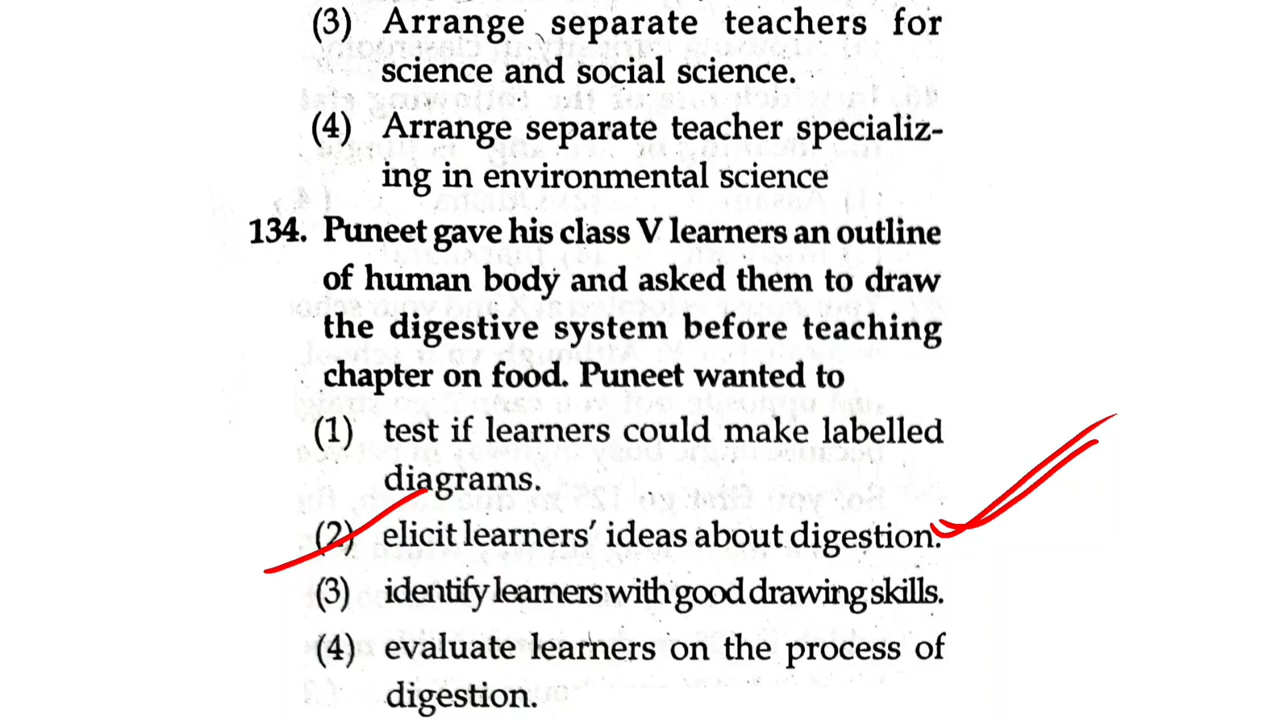 (3) Arrange separate teachers for
science and social science.
(4) Arrange separate teacher specializ-
ing in environmental science
134. Puneet gave his class V learners an outline
of human body and asked them to draw
the digestive system before teaching
chapter on food. Puneet wanted to
(1) test if learners could make labelled
diagrams.
(2) elicit learners' ideas about digestion.
(3) identify learners with good drawing skills.
(4) evaluate learners on the process of
digestion.